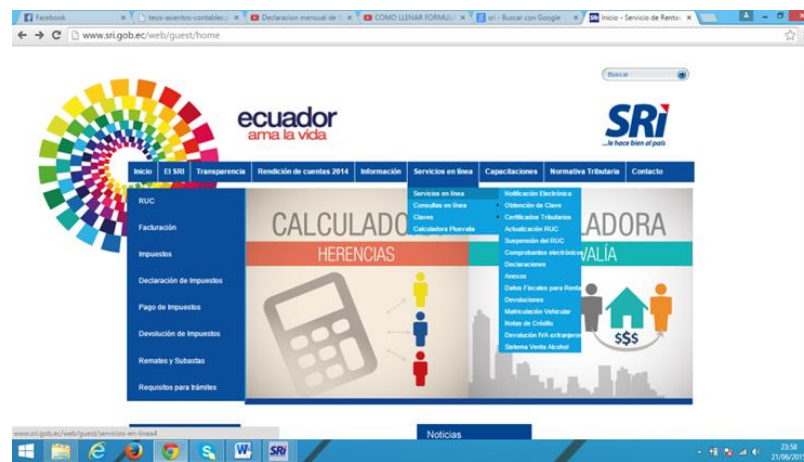 Facebook
tesis-asientos-contables.p
Declaracion mensual de I
COMO LLENAR FORMUL
sri - Buscar con Google
Inicio - Servicio de Rentas
www.sri.gob.ec/web/guest/home
Buscar
ecuador
ama la vida
SRi
...le hace bien al país
Inicio El SRI Transparencia Rendición de cuentas 2014 Información Servicios en línea Capacitaciones Normativa Tributaria Contacto
RUC
Facturación
Impuestos
Declaración de Impuestos
Pago de Impuestos
Devolución de Impuestos
Remates y Subastas
Requisitos para trámites
Servicios en línea
Consultas en línea
Claves
Calculadora Plusvalía
Notificación Electrónica
Obtención de Clave
Certificados Tributarios
Actualización RUC
Suspensión del RUC
Comprobantes electrónicos
Declaraciones
Anexos
Datos Fiscales para Renta
Devoluciones
Matriculación Vehicular
Notas de Crédito
Devolución IVA extranjeros
Sistema Venta Alcohol
CALCULADO
HERENCIAS
ADORA
VALÍA
$$$
Noticias
www.sri.gob.ec/web/guest/servicios-en-linea4
SRi
23:58
21/06/2015